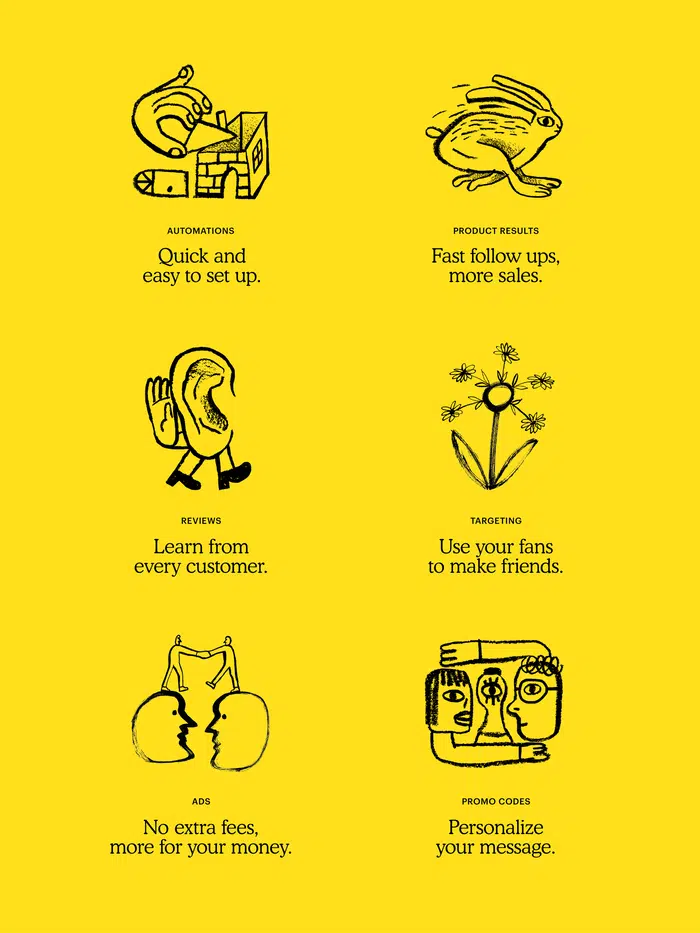 AUTOMATIONS
Quick and
easy to set up.
PRODUCT RESULTS
Fast follow ups,
more sales.
REVIEWS
Learn from
every customer.
TARGETING
Use your fans
to make friends.
ADS
No extra fees,
more for your money.
PROMO CODES
Personalize
your message.